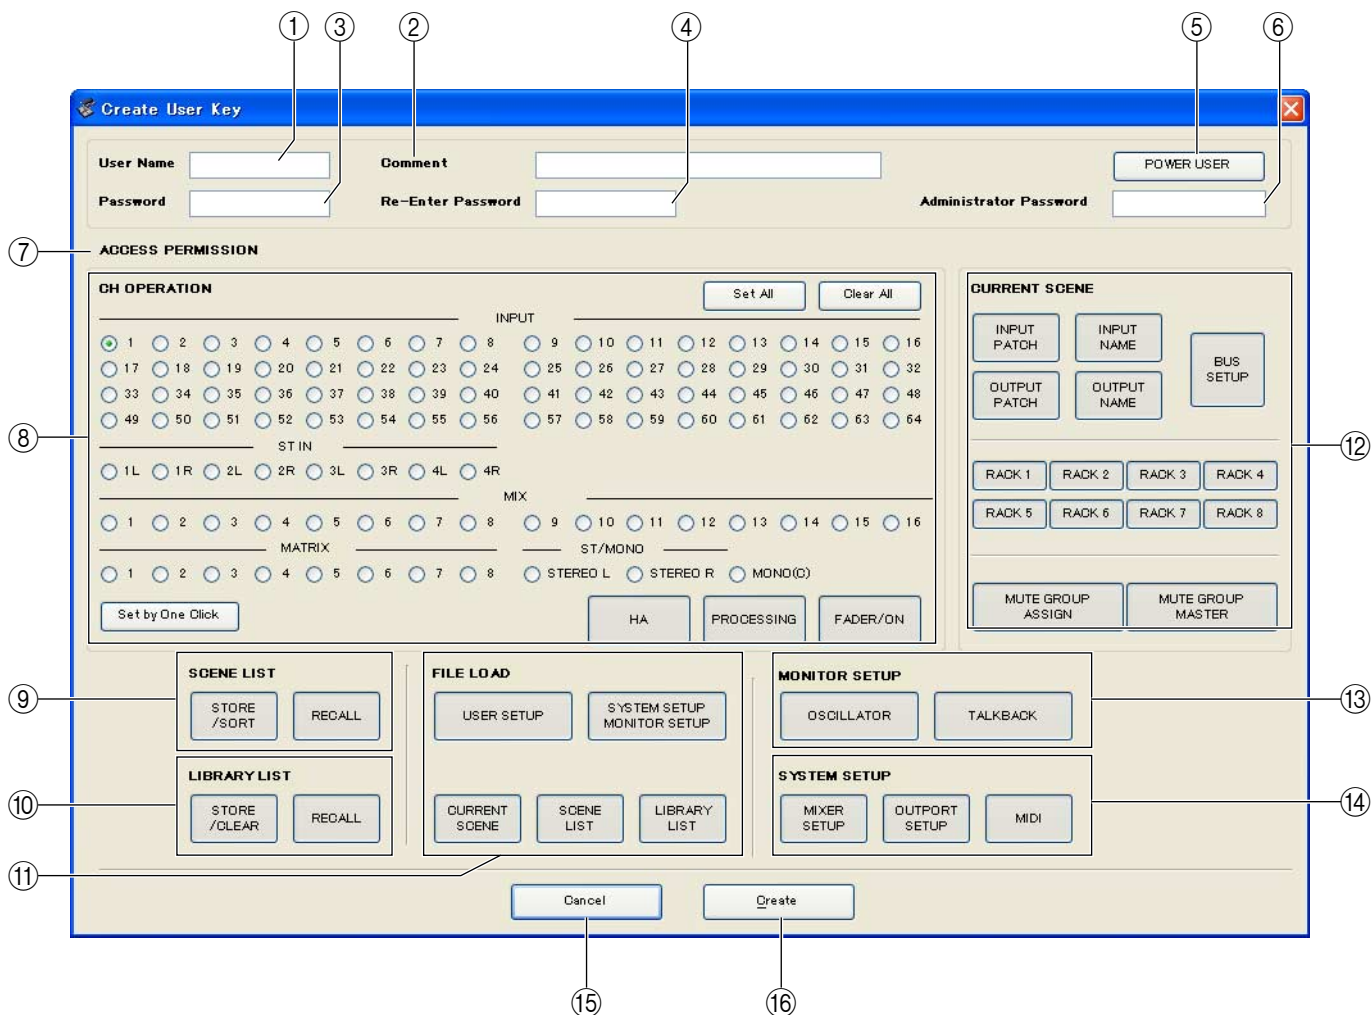 ① ③ ② ④ ⑤ ⑥
Create User Key
User Name Comment POWER USER
Password Re-Enter Password Administrator Password
⑦ ACCESS PERMISSION
CH OPERATION Set All Clear All CURRENT SCENE
INPUT
INPUT PATCH INPUT NAME BUS SETUP
1 2 3 4 5 6 7 8 9 10 11 12 13 14 15 16
17 18 19 20 21 22 23 24 25 26 27 28 29 30 31 32
33 34 35 36 37 38 39 40 41 42 43 44 45 46 47 48
OUTPUT PATCH OUTPUT NAME
49 50 51 52 53 54 55 56 57 58 59 60 61 62 63 64
⑧ ST IN ⑫
1L 1R 2L 2R 3L 3R 4L 4R
RACK 1 RACK 2 RACK 3 RACK 4
MIX
RACK 5 RACK 6 RACK 7 RACK 8
1 2 3 4 5 6 7 8 9 10 11 12 13 14 15 16
MATRIX ST/MONO
1 2 3 4 5 6 7 8 STEREO L STEREO R MONO(C)
Set by One Click HA PROCESSING FADER/ON
MUTE GROUP ASSIGN MUTE GROUP MASTER
SCENE LIST FILE LOAD MONITOR SETUP
⑨ STORE /SORT RECALL USER SETUP SYSTEM SETUP MONITOR SETUP OSCILLATOR TALKBACK ⑬
LIBRARY LIST SYSTEM SETUP
⑩ STORE /CLEAR RECALL CURRENT SCENE SCENE LIST LIBRARY LIST MIXER SETUP OUTPORT SETUP MIDI ⑭
⑪
Cancel Create
⑮ ⑯